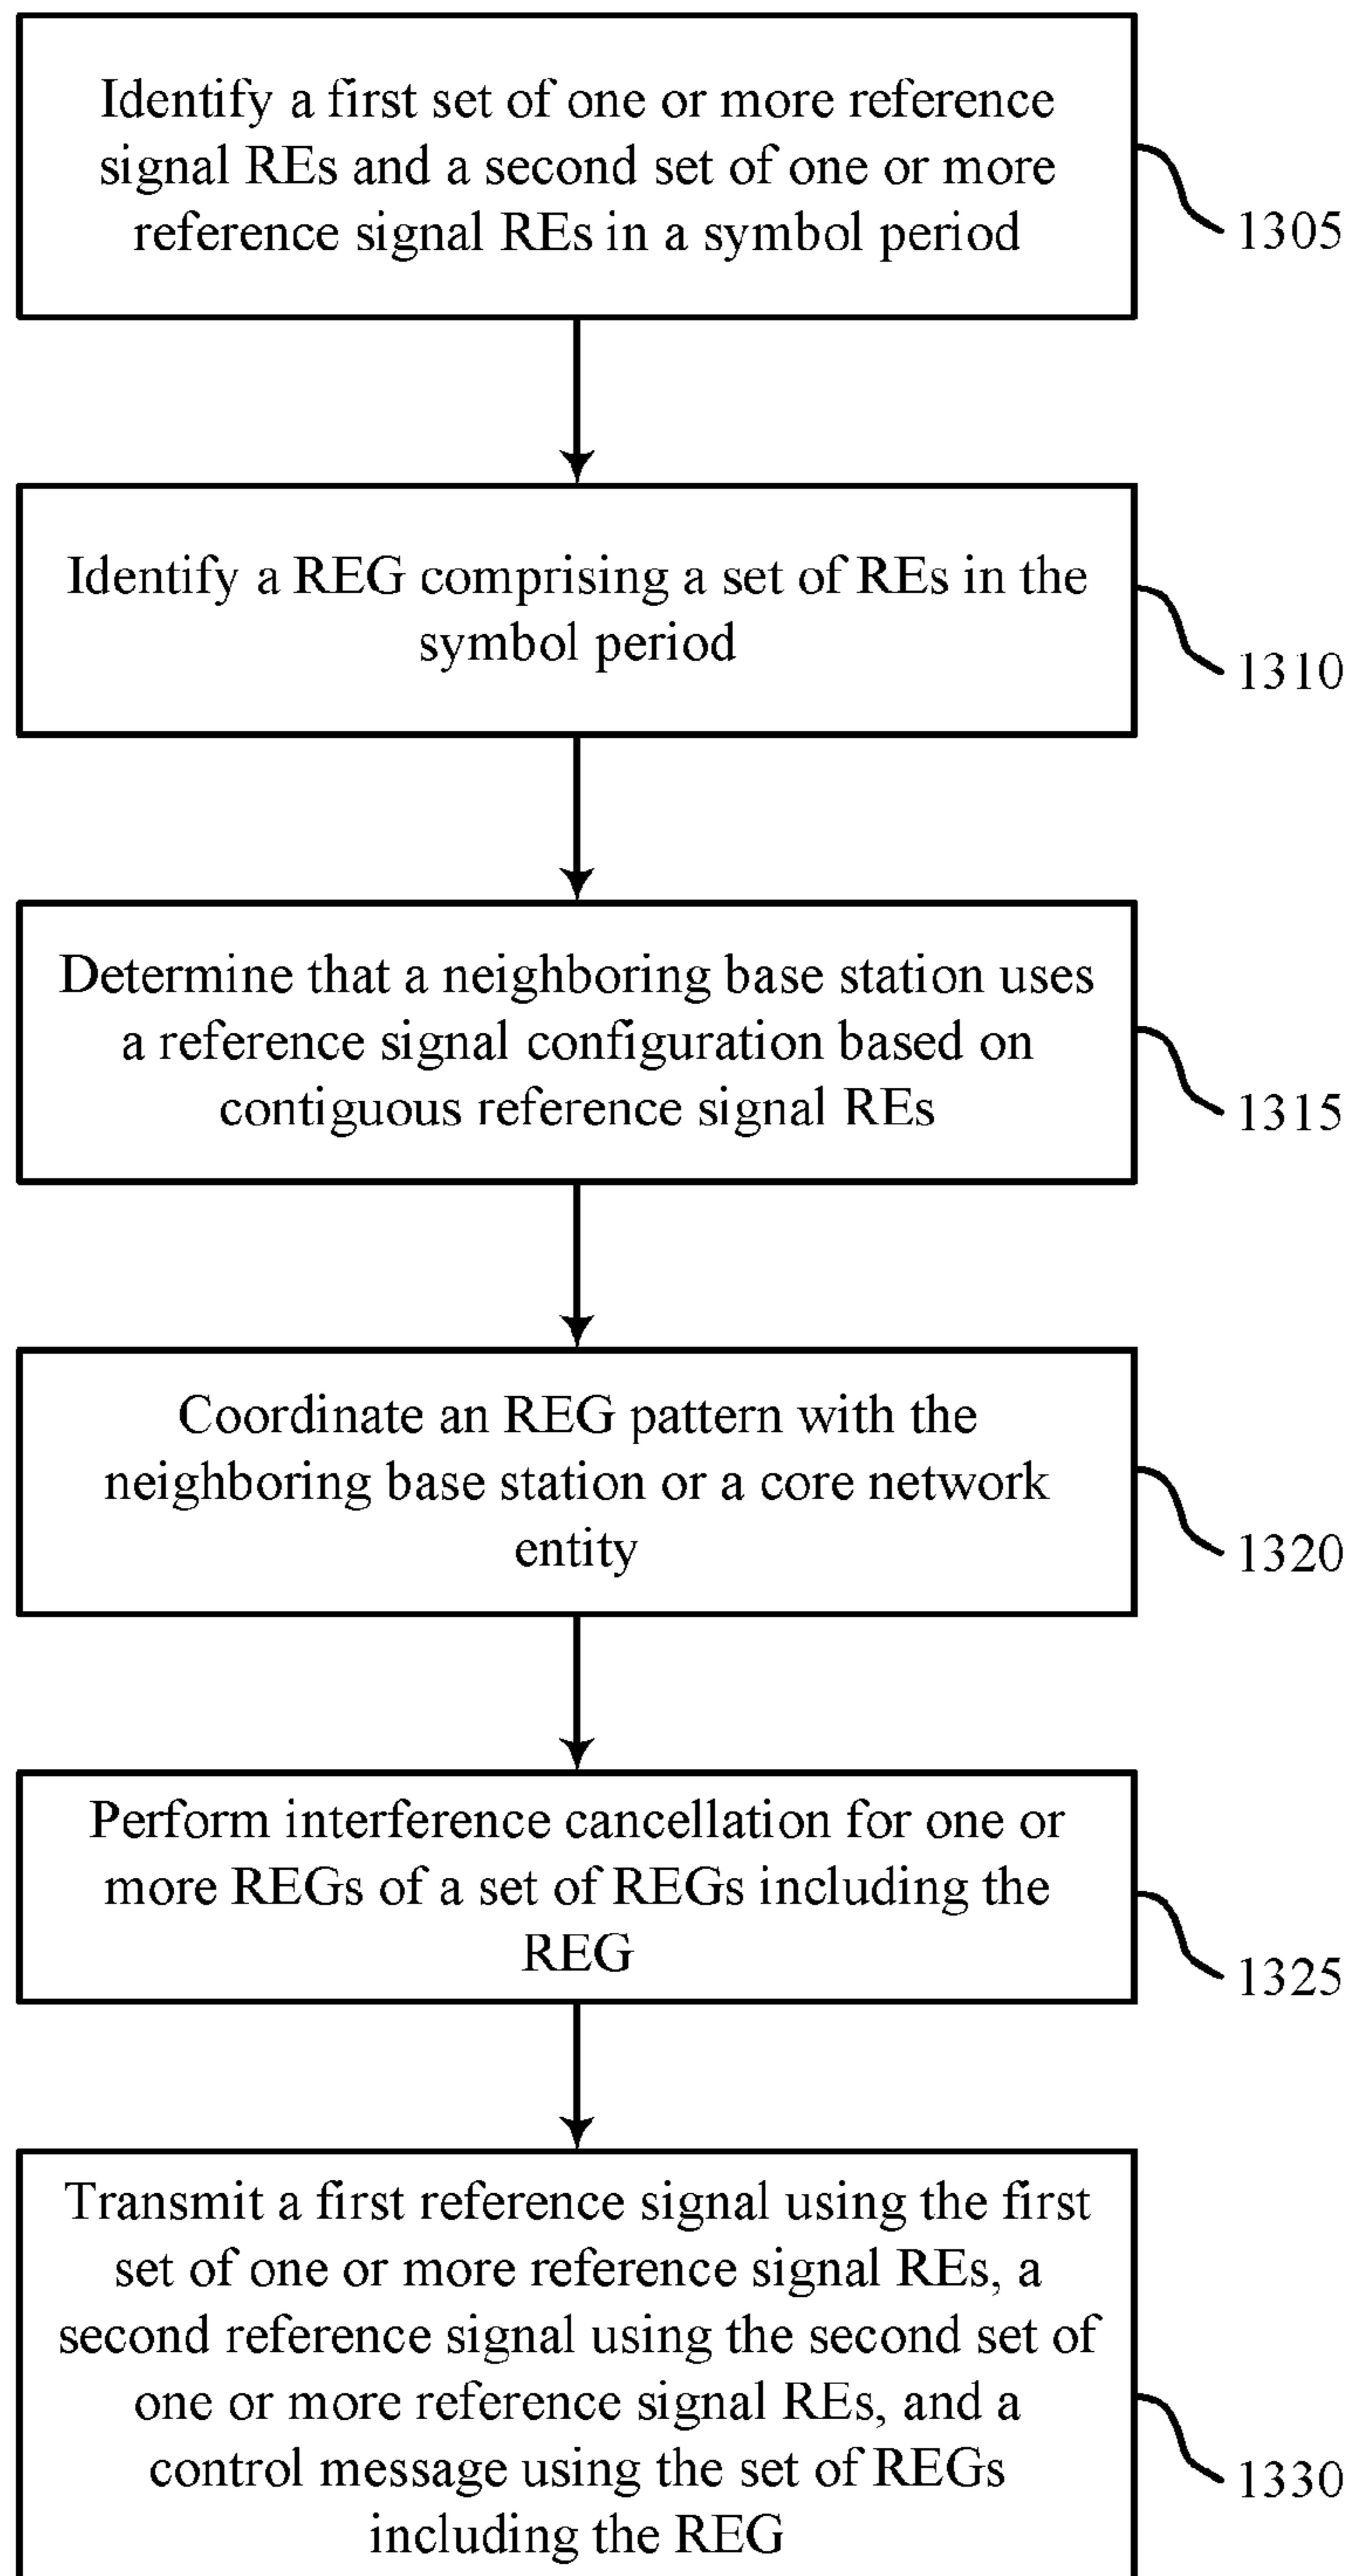 Identify a first set of one or more reference
signal REs and a second set of one or more
reference signal REs in a symbol period
1305
Identify a REG comprising a set of REs in the
symbol period
1310
Determine that a neighboring base station uses
a reference signal configuration based on
contiguous reference signal REs
1315
Coordinate an REG pattern with the
neighboring base station or a core network
entity
1320
Perform interference cancellation for one or
more REGs of a set of REGs including the
REG
1325
Transmit a first reference signal using the first
set of one or more reference signal REs, a
second reference signal using the second set of
one or more reference signal REs, and a
control message using the set of REGs
including the REG
1330